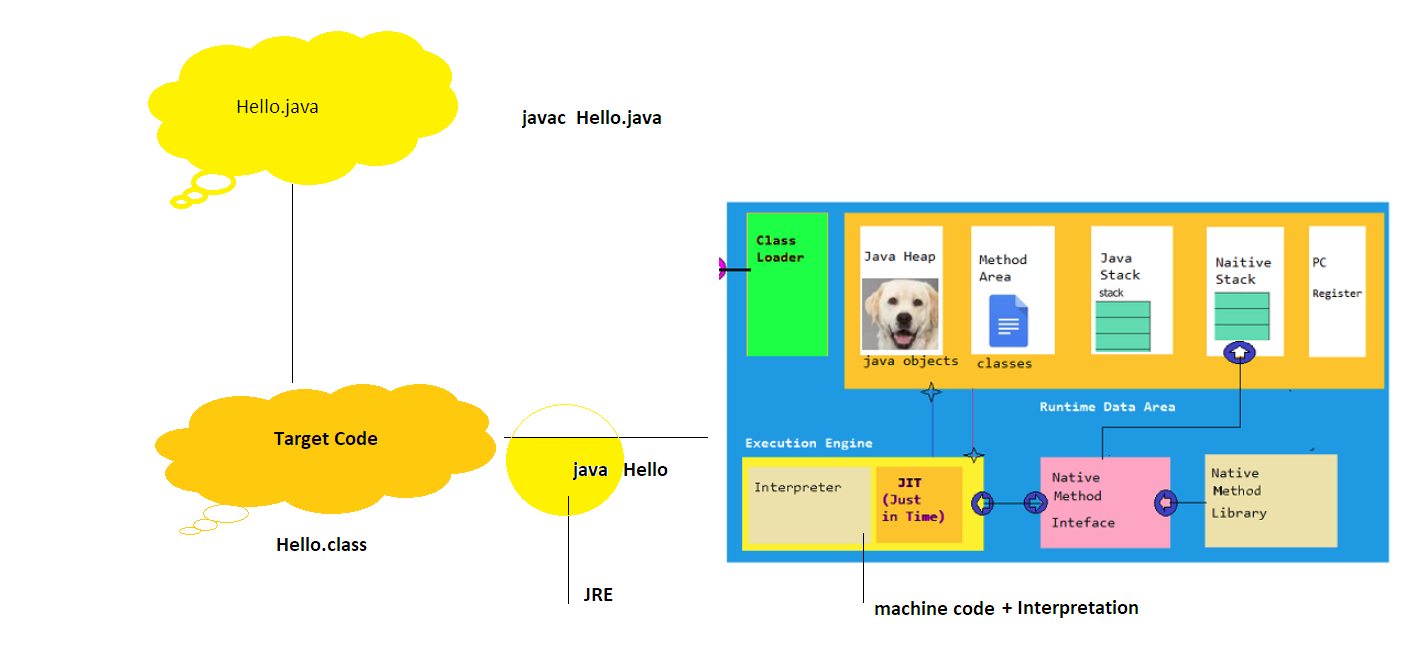 Hello.java
javac Hello.java
Class
Loader
Java Heap
java objects
Method
Area
classes
Java
Stack
stack
Naitive
Stack
PC
Register
Runtime Data Area
Target Code
Hello.class
java Hello
JRE
Execution Engine
Interpreter
JIT
(Just
in Time)
Native
Method
Inteface
Native
Method
Library
machine code + Interpretation